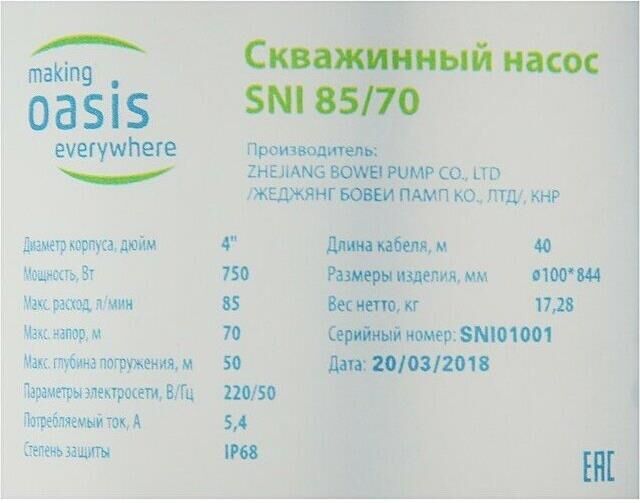 making
oasis
everywhere
Скважинный насос
SNI 85/70
Производитель:
ZHEJIANG BOWEI PUMP CO., LTD
/ЖЕДЖЯНГ БОВЕИ ПАМП КО., ЛТД/, КНР
Диаметр корпуса, дюйм 4"
Мощность, Вт 750
Макс. расход, л/мин 85
Макс. напор, м 70
Макс. глубина погружения, м 50
Параметры электросети, В/Гц 220/50
Потребляемый ток, А 5,4
Степень защиты IP68
Длина кабеля, м 40
Размеры изделия, мм ø100*844
Вес нетто, кг 17,28
Серийный номер: SNI01001
Дата: 20/03/2018
EAC